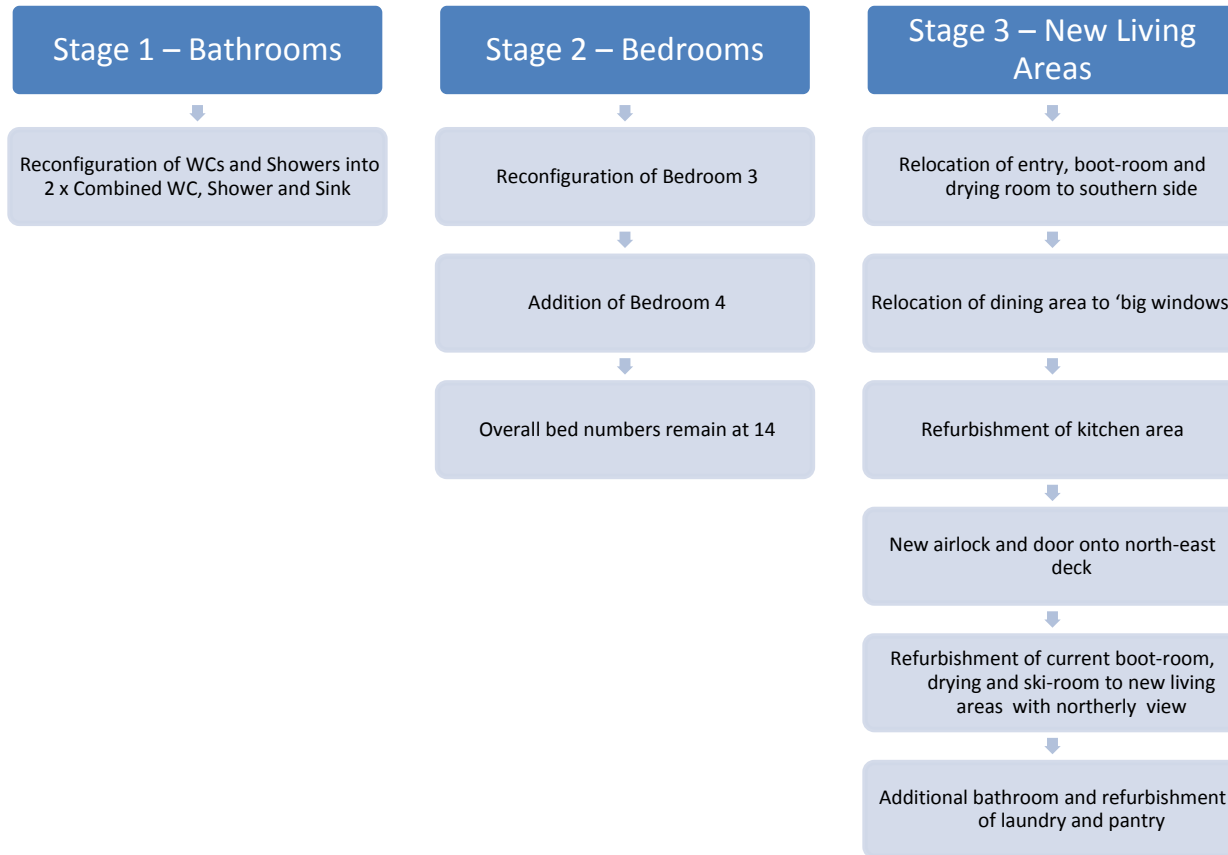 Stage 1 – Bathrooms
Reconfiguration of WCs and Showers into
2 x Combined WC, Shower and Sink
Stage 2 – Bedrooms
Reconfiguration of Bedroom 3
Addition of Bedroom 4
Overall bed numbers remain at 14
Stage 3 – New Living
Areas
Relocation of entry, boot-room and
drying room to southern side
Relocation of dining area to ‘big windows
Refurbishment of kitchen area
New airlock and door onto north-east
deck
Refurbishment of current boot-room,
drying and ski-room to new living
areas with northerly view
Additional bathroom and refurbishment
of laundry and pantry